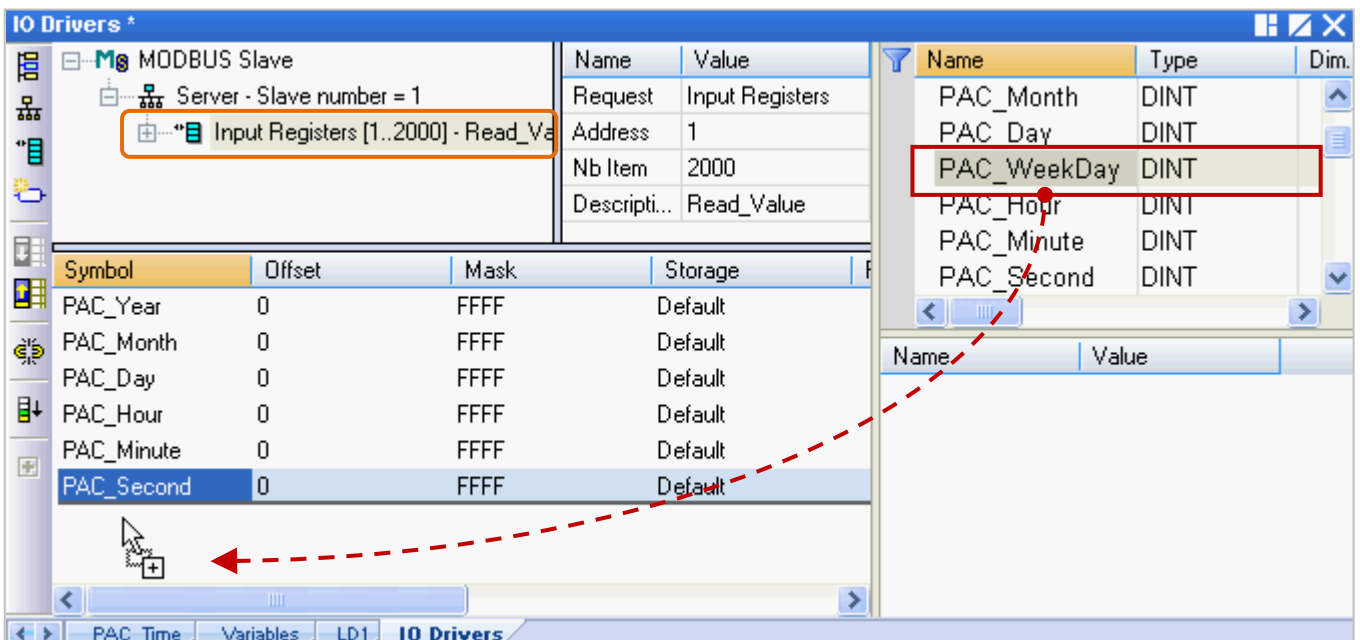 IO Drivers *
MODBUS Slave
Server - Slave number = 1
Input Registers [1..2000] - Read_Va
Name Value
Request Input Registers
Address 1
Nb Item 2000
Descripti... Read_Value
Name Type Dim.
PAC_Month DINT
PAC_Day DINT
PAC_WeekDay DINT
PAC_Hour DINT
PAC_Minute DINT
PAC_Second DINT
Symbol Offset Mask Storage
PAC_Year 0 FFFF Default
PAC_Month 0 FFFF Default
PAC_Day 0 FFFF Default
PAC_Hour 0 FFFF Default
PAC_Minute 0 FFFF Default
PAC_Second 0 FFFF Default
Name Value
PAC_Time Variables LD1 IO Drivers